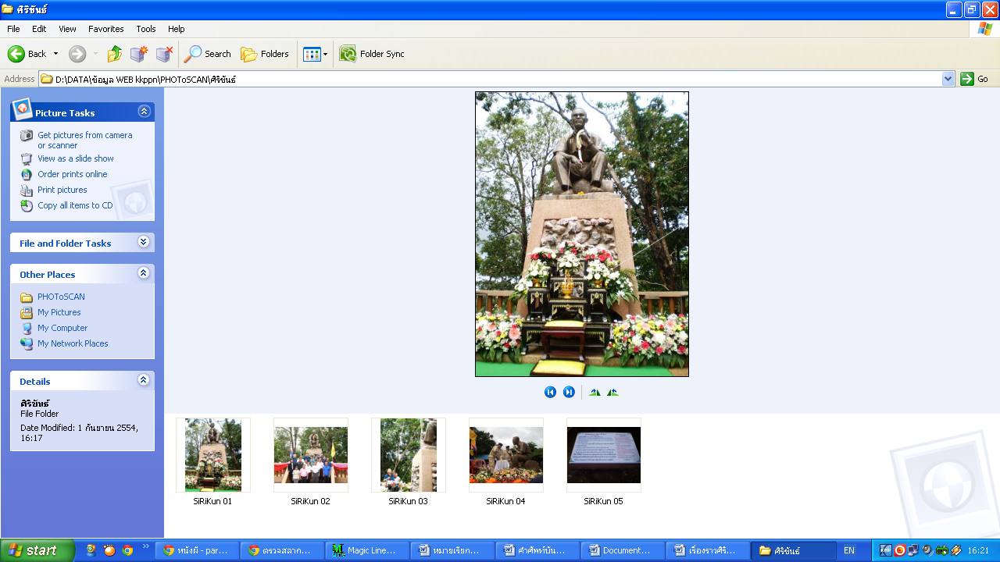 ศิริขันธ์
File Edit View Favorites Tools Help
Back Search Folders Folder Sync
Address D:\DATA\ข้อมูล WEB kkppn\PHOToSCAN\ศิริขันธ์ Go
Picture Tasks
Get pictures from camera
or scanner
View as a slide show
Order prints online
Print pictures
Copy all items to CD
File and Folder Tasks
Other Places
PHOToSCAN
My Pictures
My Computer
My Network Places
Details
ศิริขันธ์
File Folder
Date Modified: 1 กันยายน 2554,
SiRiKun 01 SiRiKun 02 SiRiKun 03 SiRiKun 04 SiRiKun 05
start หนังผี - par... ตรวจสลาก... Magic Line... หมายเรียก... คำศัพท์บัน... Document... เรื่องราวศิริ... ศิริขันธ์ EN 16:21